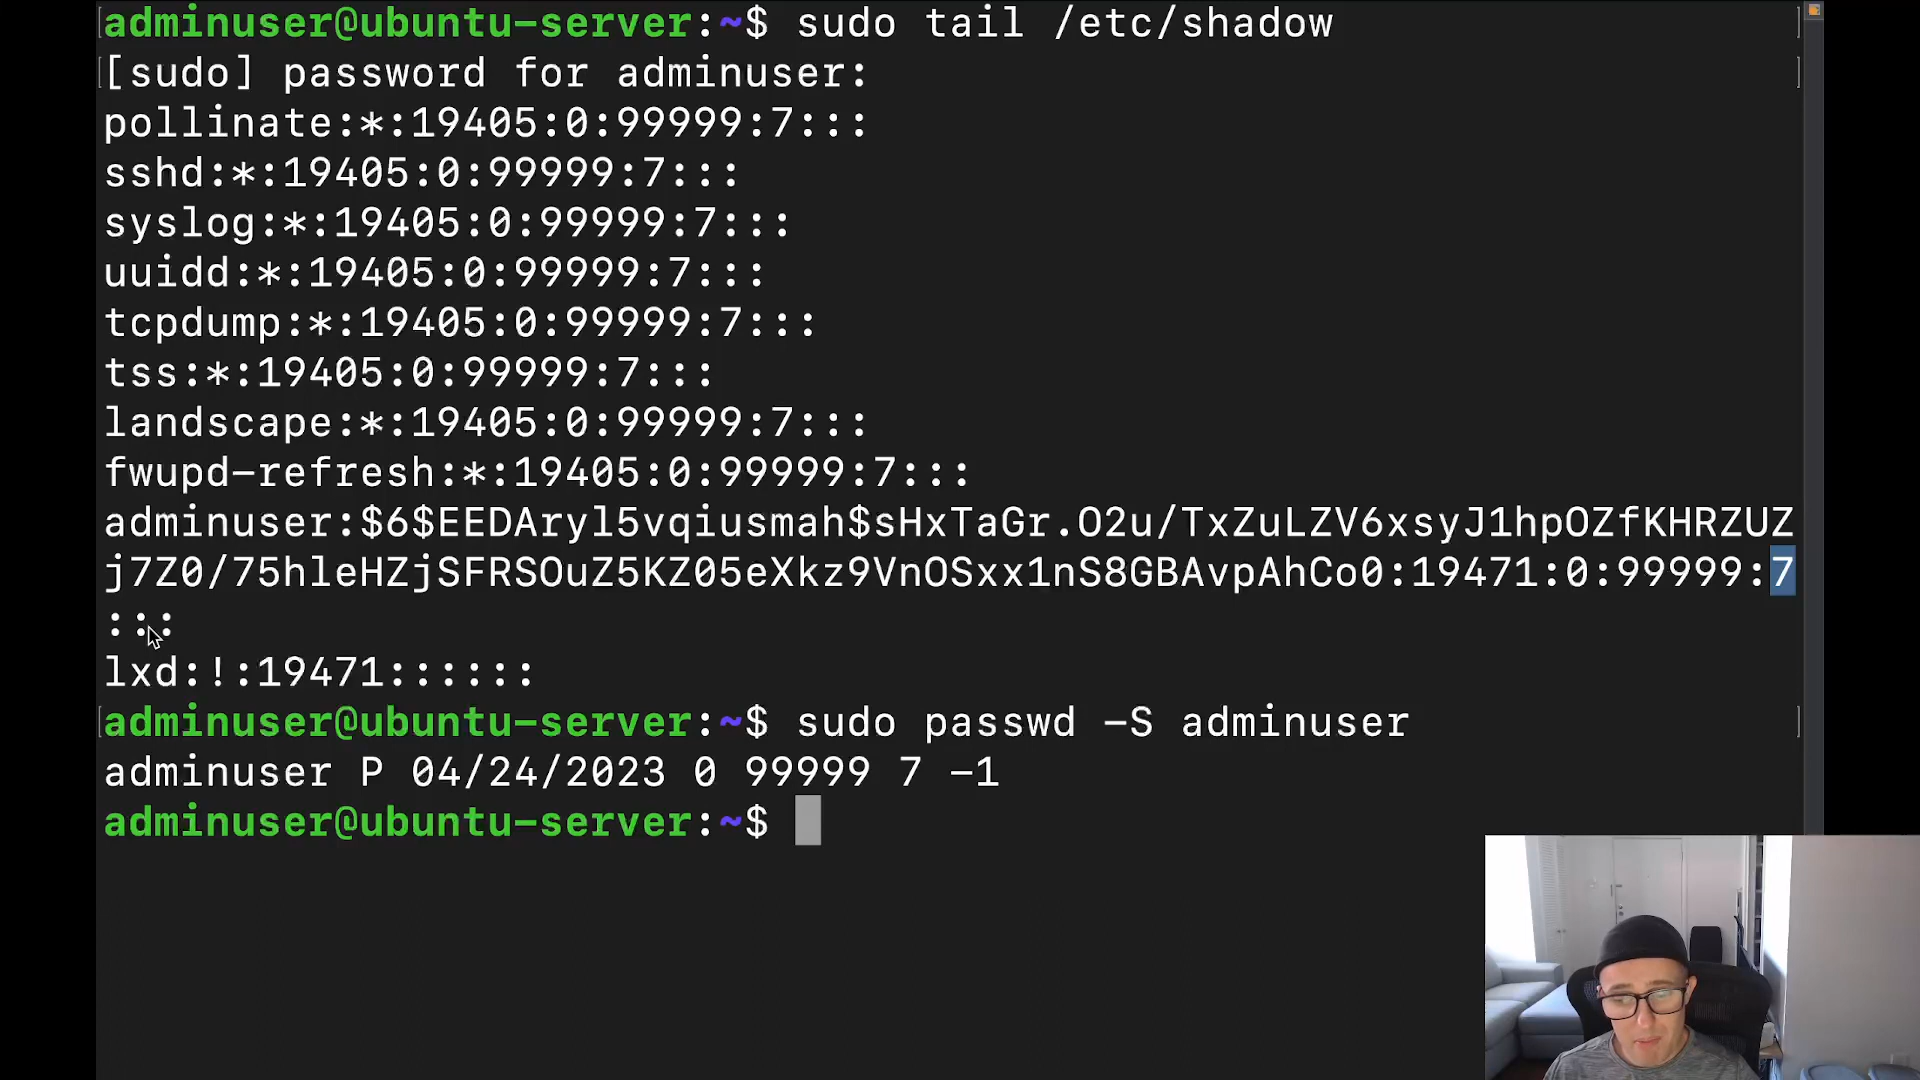 adminuser@ubuntu-server:~$ sudo tail /etc/shadow
[sudo] password for adminuser:
pollinate:*:19405:0:99999:7:::
sshd:*:19405:0:99999:7:::
syslog:*:19405:0:99999:7:::
uuidd:*:19405:0:99999:7:::
tcpdump:*:19405:0:99999:7:::
tss:*:19405:0:99999:7:::
landscape:*:19405:0:99999:7:::
fwupd-refresh:*:19405:0:99999:7:::
adminuser:$6$EEDAryl5vqiusmah$sHxTaGr.O2u/TxZuLZV6xsyJ1hpOZfKHRZUZ
j7Z0/75hleHZjSFRSOuZ5KZ05eXkz9VnOSxx1nS8GBAvpAhCo0:19471:0:99999:7
:::
lxd:!:19471::::::
adminuser@ubuntu-server:~$ sudo passwd -S adminuser
adminuser P 04/24/2023 0 99999 7 -1
adminuser@ubuntu-server:~$